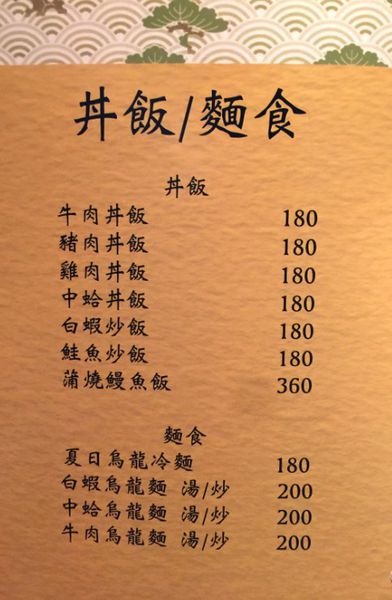 丼飯/麵食
丼飯
牛肉丼飯 180
豬肉丼飯 180
雞肉丼飯 180
中蛤丼飯 180
白蝦炒飯 180
鮭魚炒飯 180
蒲燒鰻魚飯 360
麵食
夏日烏龍冷麵 180
白蝦烏龍麵 湯/炒 200
中蛤烏龍麵 湯/炒 200
牛肉烏龍麵 湯/炒 200